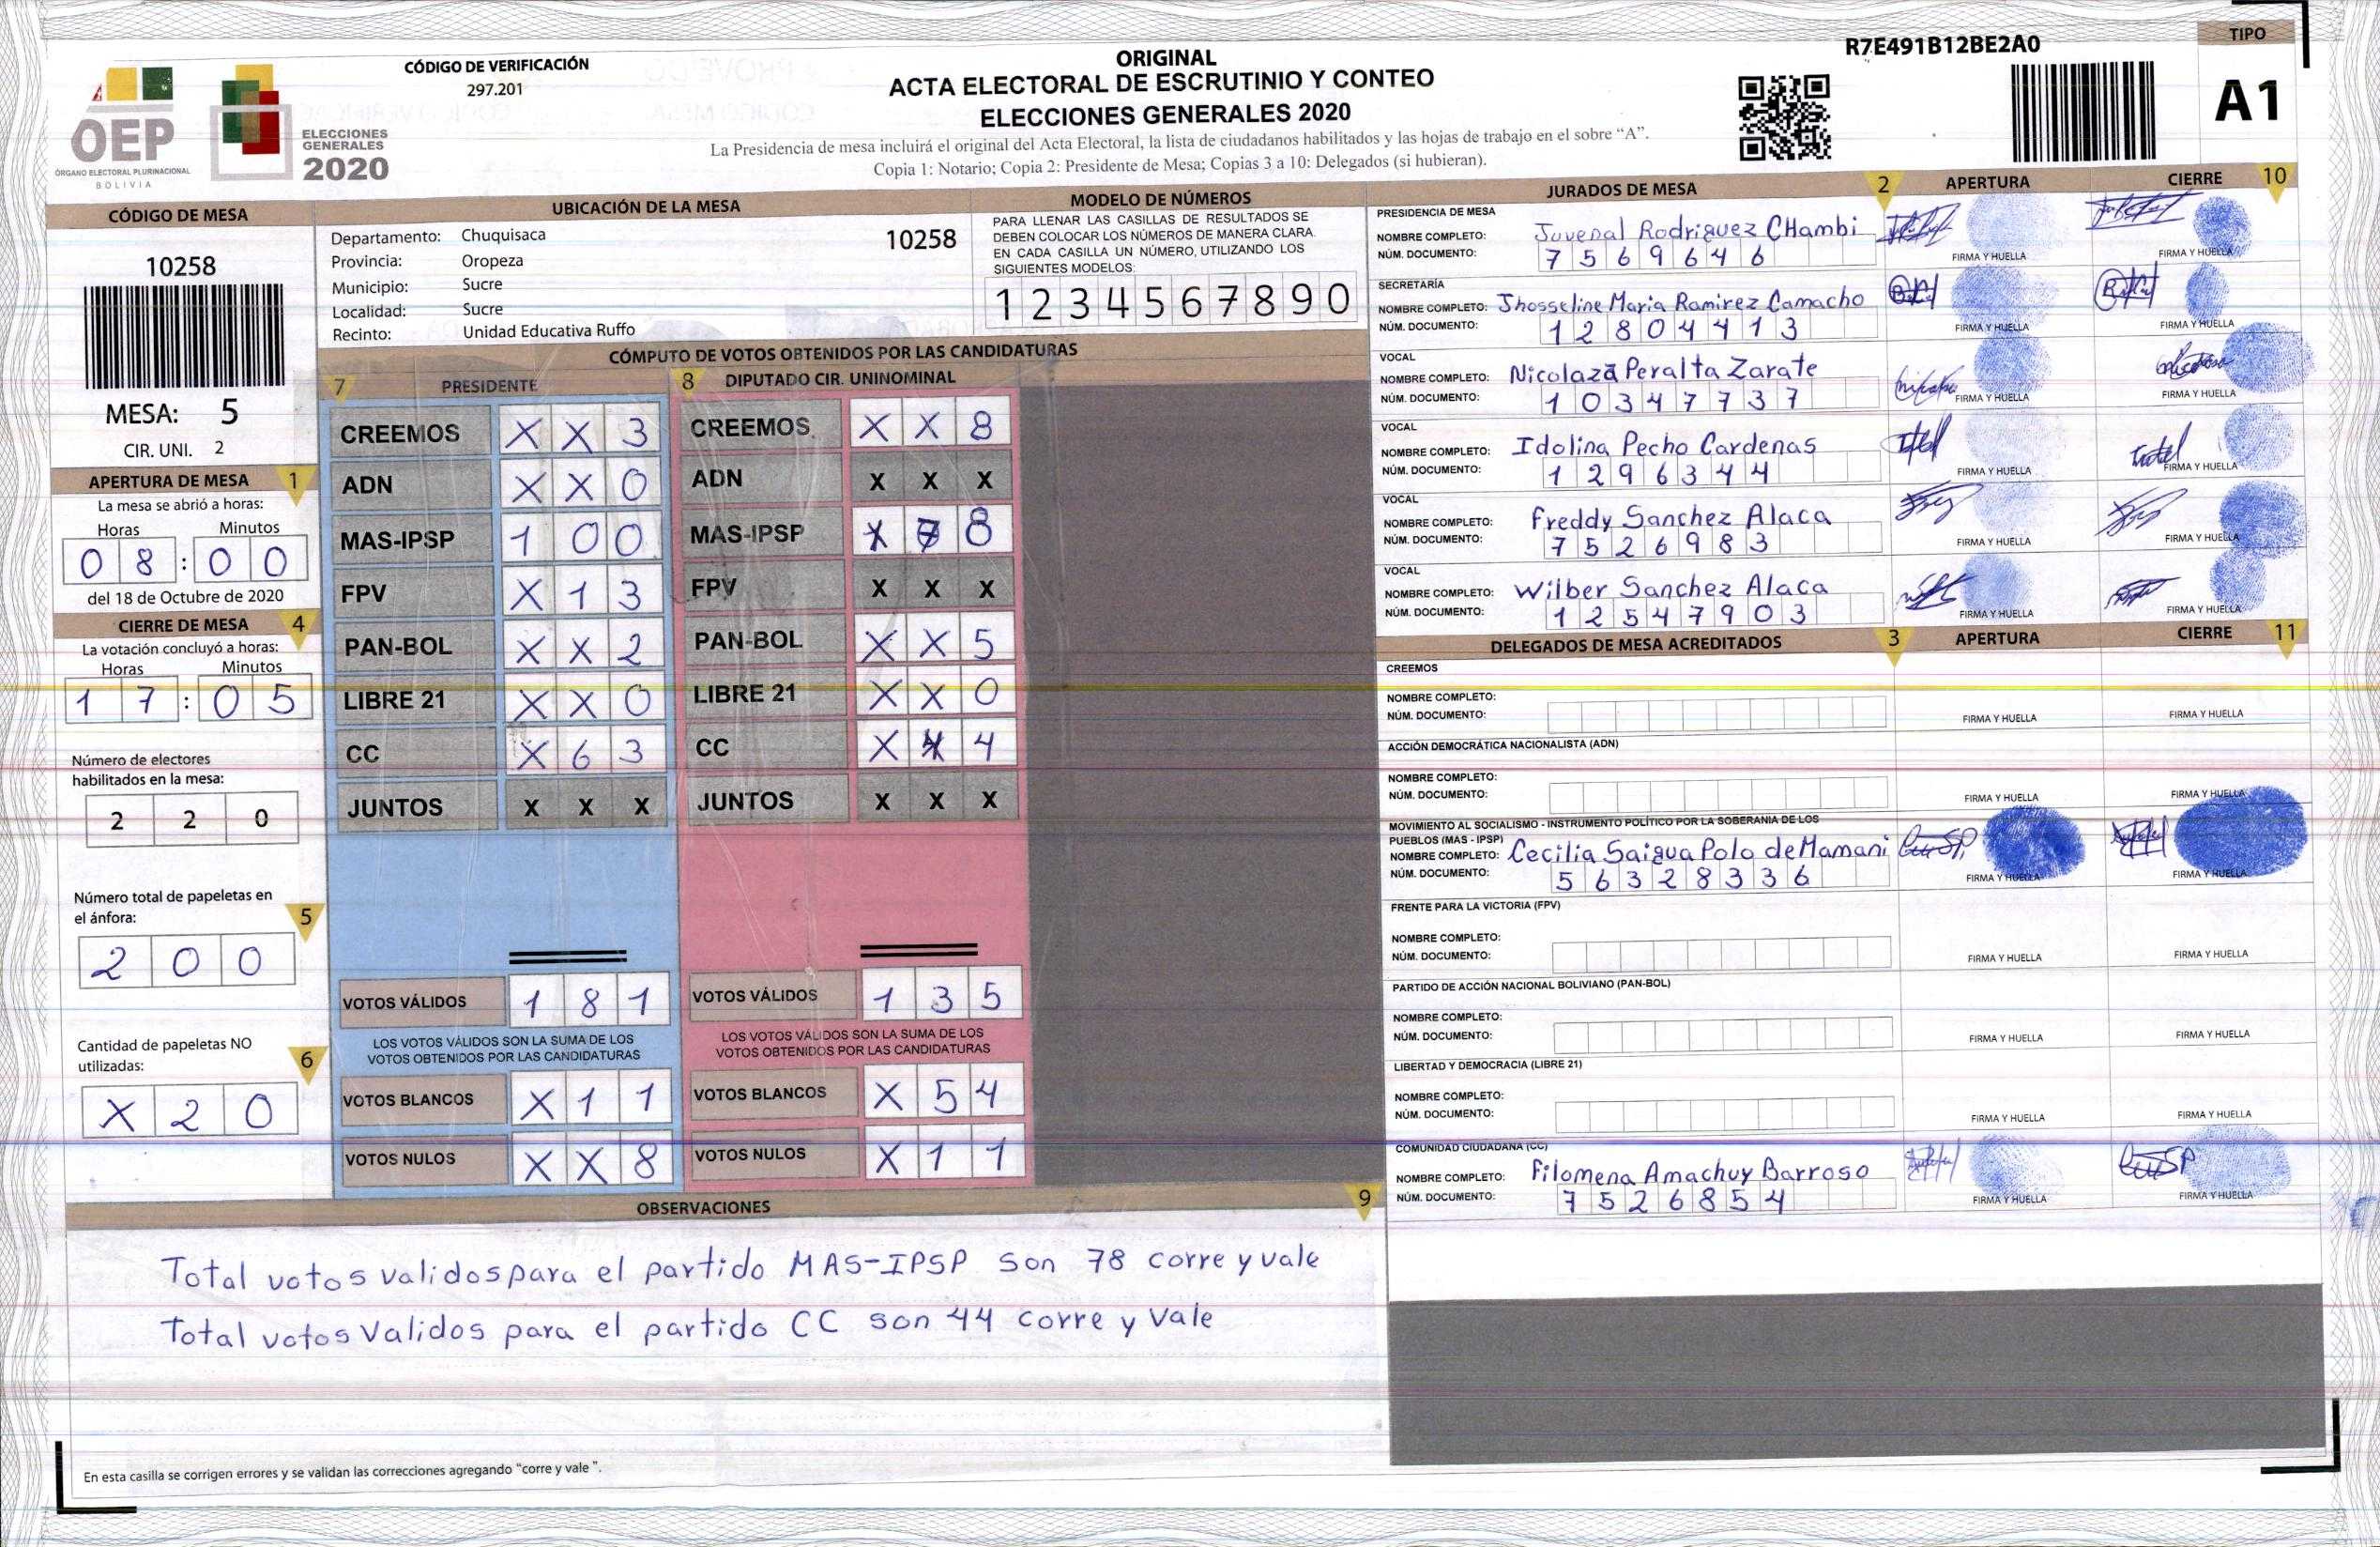 ORIGINAL
ACTA ELECTORAL DE ESCRUTINIO Y CONTEO
ELECCIONES GENERALES 2020
La Presidencia de mesa incluirá el original del Acta Electoral, la lista de ciudadanos habilitados y las hojas de trabajo en el sobre “A”.
Copia 1: Notario; Copia 2: Presidente de Mesa; Copias 3 a 10: Delegados (si hubieran).
OEP
ÓRGANO ELECTORAL PLURINACIONAL
BOLIVIA
ELECCIONES
GENERALES
2020
CÓDIGO DE VERIFICACIÓN
297.201
R7E491B12BE2A0
TIPO
A1
CÓDIGO DE MESA
10258
MESA: 5
CIR. UNI. 2
APERTURA DE MESA 1
La mesa se abrió a horas:
Horas Minutos
0 8 : 0 0
del 18 de Octubre de 2020
CIERRE DE MESA 4
La votación concluyó a horas:
Horas Minutos
1 7 : 0 5
Número de electores
habilitados en la mesa:
2 2 0
Número total de papeletas en
el ánfora: 5
2 0 0
Cantidad de papeletas NO
utilizadas: 6
X 2 0
UBICACIÓN DE LA MESA
Departamento: Chuquisaca 10258
Provincia: Oropeza
Municipio: Sucre
Localidad: Sucre
Recinto: Unidad Educativa Ruffo
MODELO DE NÚMEROS
PARA LLENAR LAS CASILLAS DE RESULTADOS SE
DEBEN COLOCAR LOS NÚMEROS DE MANERA CLARA
EN CADA CASILLA UN NÚMERO, UTILIZANDO LOS
SIGUIENTES MODELOS:
1 2 3 4 5 6 7 8 9 0
CÓMPUTO DE VOTOS OBTENIDOS POR LAS CANDIDATURAS
7 PRESIDENTE
CREEMOS X X 3
ADN X X 0
MAS-IPSP 1 0 0
FPV X 1 3
PAN-BOL X X 2
LIBRE 21 X X 0
CC X 6 3
JUNTOS X X X
VOTOS VÁLIDOS 1 8 1
LOS VOTOS VÁLIDOS SON LA SUMA DE LOS
VOTOS OBTENIDOS POR LAS CANDIDATURAS
VOTOS BLANCOS X 1 1
VOTOS NULOS X X 8
8 DIPUTADO CIR. UNINOMINAL
CREEMOS X X 8
ADN X X X
MAS-IPSP X 7 8
FPV X X X
PAN-BOL X X 5
LIBRE 21 X X 0
CC X 4 4
JUNTOS X X X
VOTOS VÁLIDOS 1 3 5
LOS VOTOS VÁLIDOS SON LA SUMA DE LOS
VOTOS OBTENIDOS POR LAS CANDIDATURAS
VOTOS BLANCOS X 5 4
VOTOS NULOS X 1 1
JURADOS DE MESA 2 APERTURA CIERRE 10
PRESIDENCIA DE MESA
NOMBRE COMPLETO: Juvenal Rodriguez CHambi
NÚM. DOCUMENTO: 7 5 6 9 6 4 6
FIRMA Y HUELLA FIRMA Y HUELLA
SECRETARÍA
NOMBRE COMPLETO: Jhosseline Maria Ramirez Camacho
NÚM. DOCUMENTO: 1 2 8 0 4 4 1 3
FIRMA Y HUELLA FIRMA Y HUELLA
VOCAL
NOMBRE COMPLETO: Nicolaza Peralta Zarate
NÚM. DOCUMENTO: 1 0 3 4 7 7 3 7
FIRMA Y HUELLA FIRMA Y HUELLA
VOCAL
NOMBRE COMPLETO: Idolina Pecho Cardenas
NÚM. DOCUMENTO: 1 2 9 6 3 4 4
FIRMA Y HUELLA FIRMA Y HUELLA
VOCAL
NOMBRE COMPLETO: Freddy Sanchez Alaca
NÚM. DOCUMENTO: 7 5 2 6 9 8 3
FIRMA Y HUELLA FIRMA Y HUELLA
VOCAL
NOMBRE COMPLETO: Wilber Sanchez Alaca
NÚM. DOCUMENTO: 1 2 5 4 7 9 0 3
FIRMA Y HUELLA FIRMA Y HUELLA
DELEGADOS DE MESA ACREDITADOS 3 APERTURA CIERRE 11
CREEMOS
NOMBRE COMPLETO:
NÚM. DOCUMENTO:
FIRMA Y HUELLA FIRMA Y HUELLA
ACCIÓN DEMOCRÁTICA NACIONALISTA (ADN)
NOMBRE COMPLETO:
NÚM. DOCUMENTO:
FIRMA Y HUELLA FIRMA Y HUELLA
MOVIMIENTO AL SOCIALISMO - INSTRUMENTO POLÍTICO POR LA SOBERANIA DE LOS
PUEBLOS (MAS - IPSP)
NOMBRE COMPLETO: Cecilia Saigua Polo de Mamani
NÚM. DOCUMENTO: 5 6 3 2 8 3 3 6
FIRMA Y HUELLA FIRMA Y HUELLA
FRENTE PARA LA VICTORIA (FPV)
NOMBRE COMPLETO:
NÚM. DOCUMENTO:
FIRMA Y HUELLA FIRMA Y HUELLA
PARTIDO DE ACCIÓN NACIONAL BOLIVIANO (PAN-BOL)
NOMBRE COMPLETO:
NÚM. DOCUMENTO:
FIRMA Y HUELLA FIRMA Y HUELLA
LIBERTAD Y DEMOCRACIA (LIBRE 21)
NOMBRE COMPLETO:
NÚM. DOCUMENTO:
FIRMA Y HUELLA FIRMA Y HUELLA
COMUNIDAD CIUDADANA (CC)
NOMBRE COMPLETO: Filomena Amachuy Barroso
NÚM. DOCUMENTO: 7 5 2 6 8 5 4
FIRMA Y HUELLA FIRMA Y HUELLA
OBSERVACIONES 9
Total votos validos para el partido MAS-IPSP son 78 corre y vale
Total votos Validos para el partido CC son 44 corre y Vale
En esta casilla se corrigen errores y se validan las correcciones agregando “corre y vale ”.